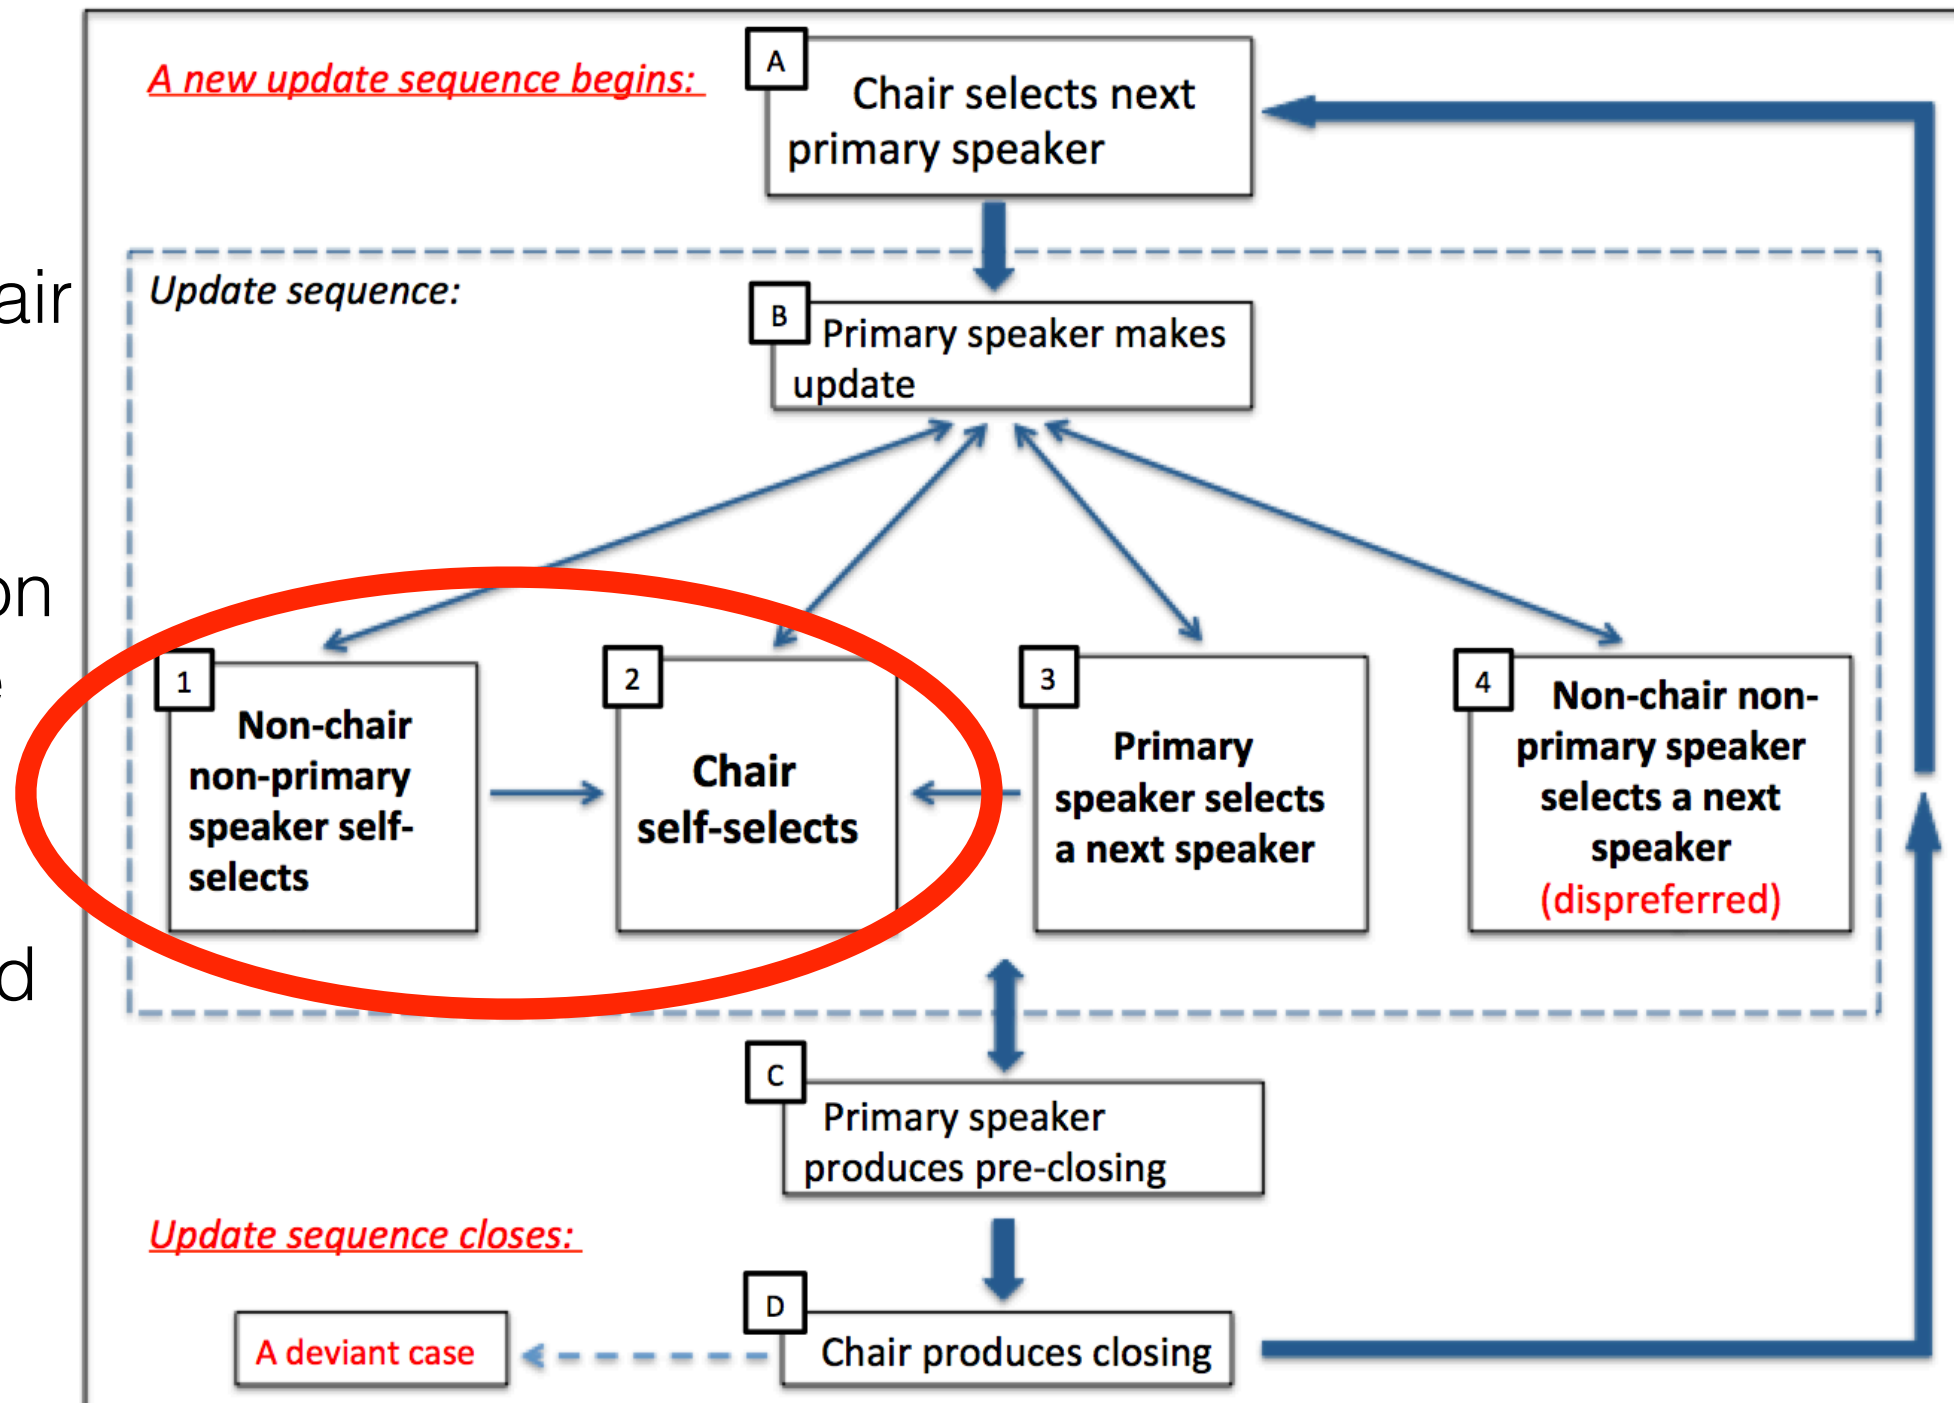 A new update sequence begins:
A
Chair selects next
primary speaker
air
Update sequence:
B
Primary speaker makes
update
on
e
d
1
Non-chair
non-primary
speaker self-
selects
2
Chair
self-selects
3
Primary
speaker selects
a next speaker
4
Non-chair non-
primary speaker
selects a next
speaker
(dispreferred)
C
Primary speaker
produces pre-closing
Update sequence closes:
D
Chair produces closing
A deviant case